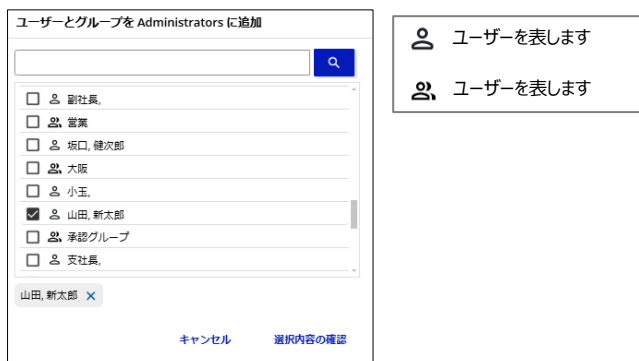 ユーザーとグループを Administrators に追加
副社長,
営業
坂口, 健次郎
大阪
小玉,
山田, 新太郎
承認グループ
支社長,
山田, 新太郎 ×
キャンセル 選択内容の確認
ユーザーを表します
ユーザーを表します